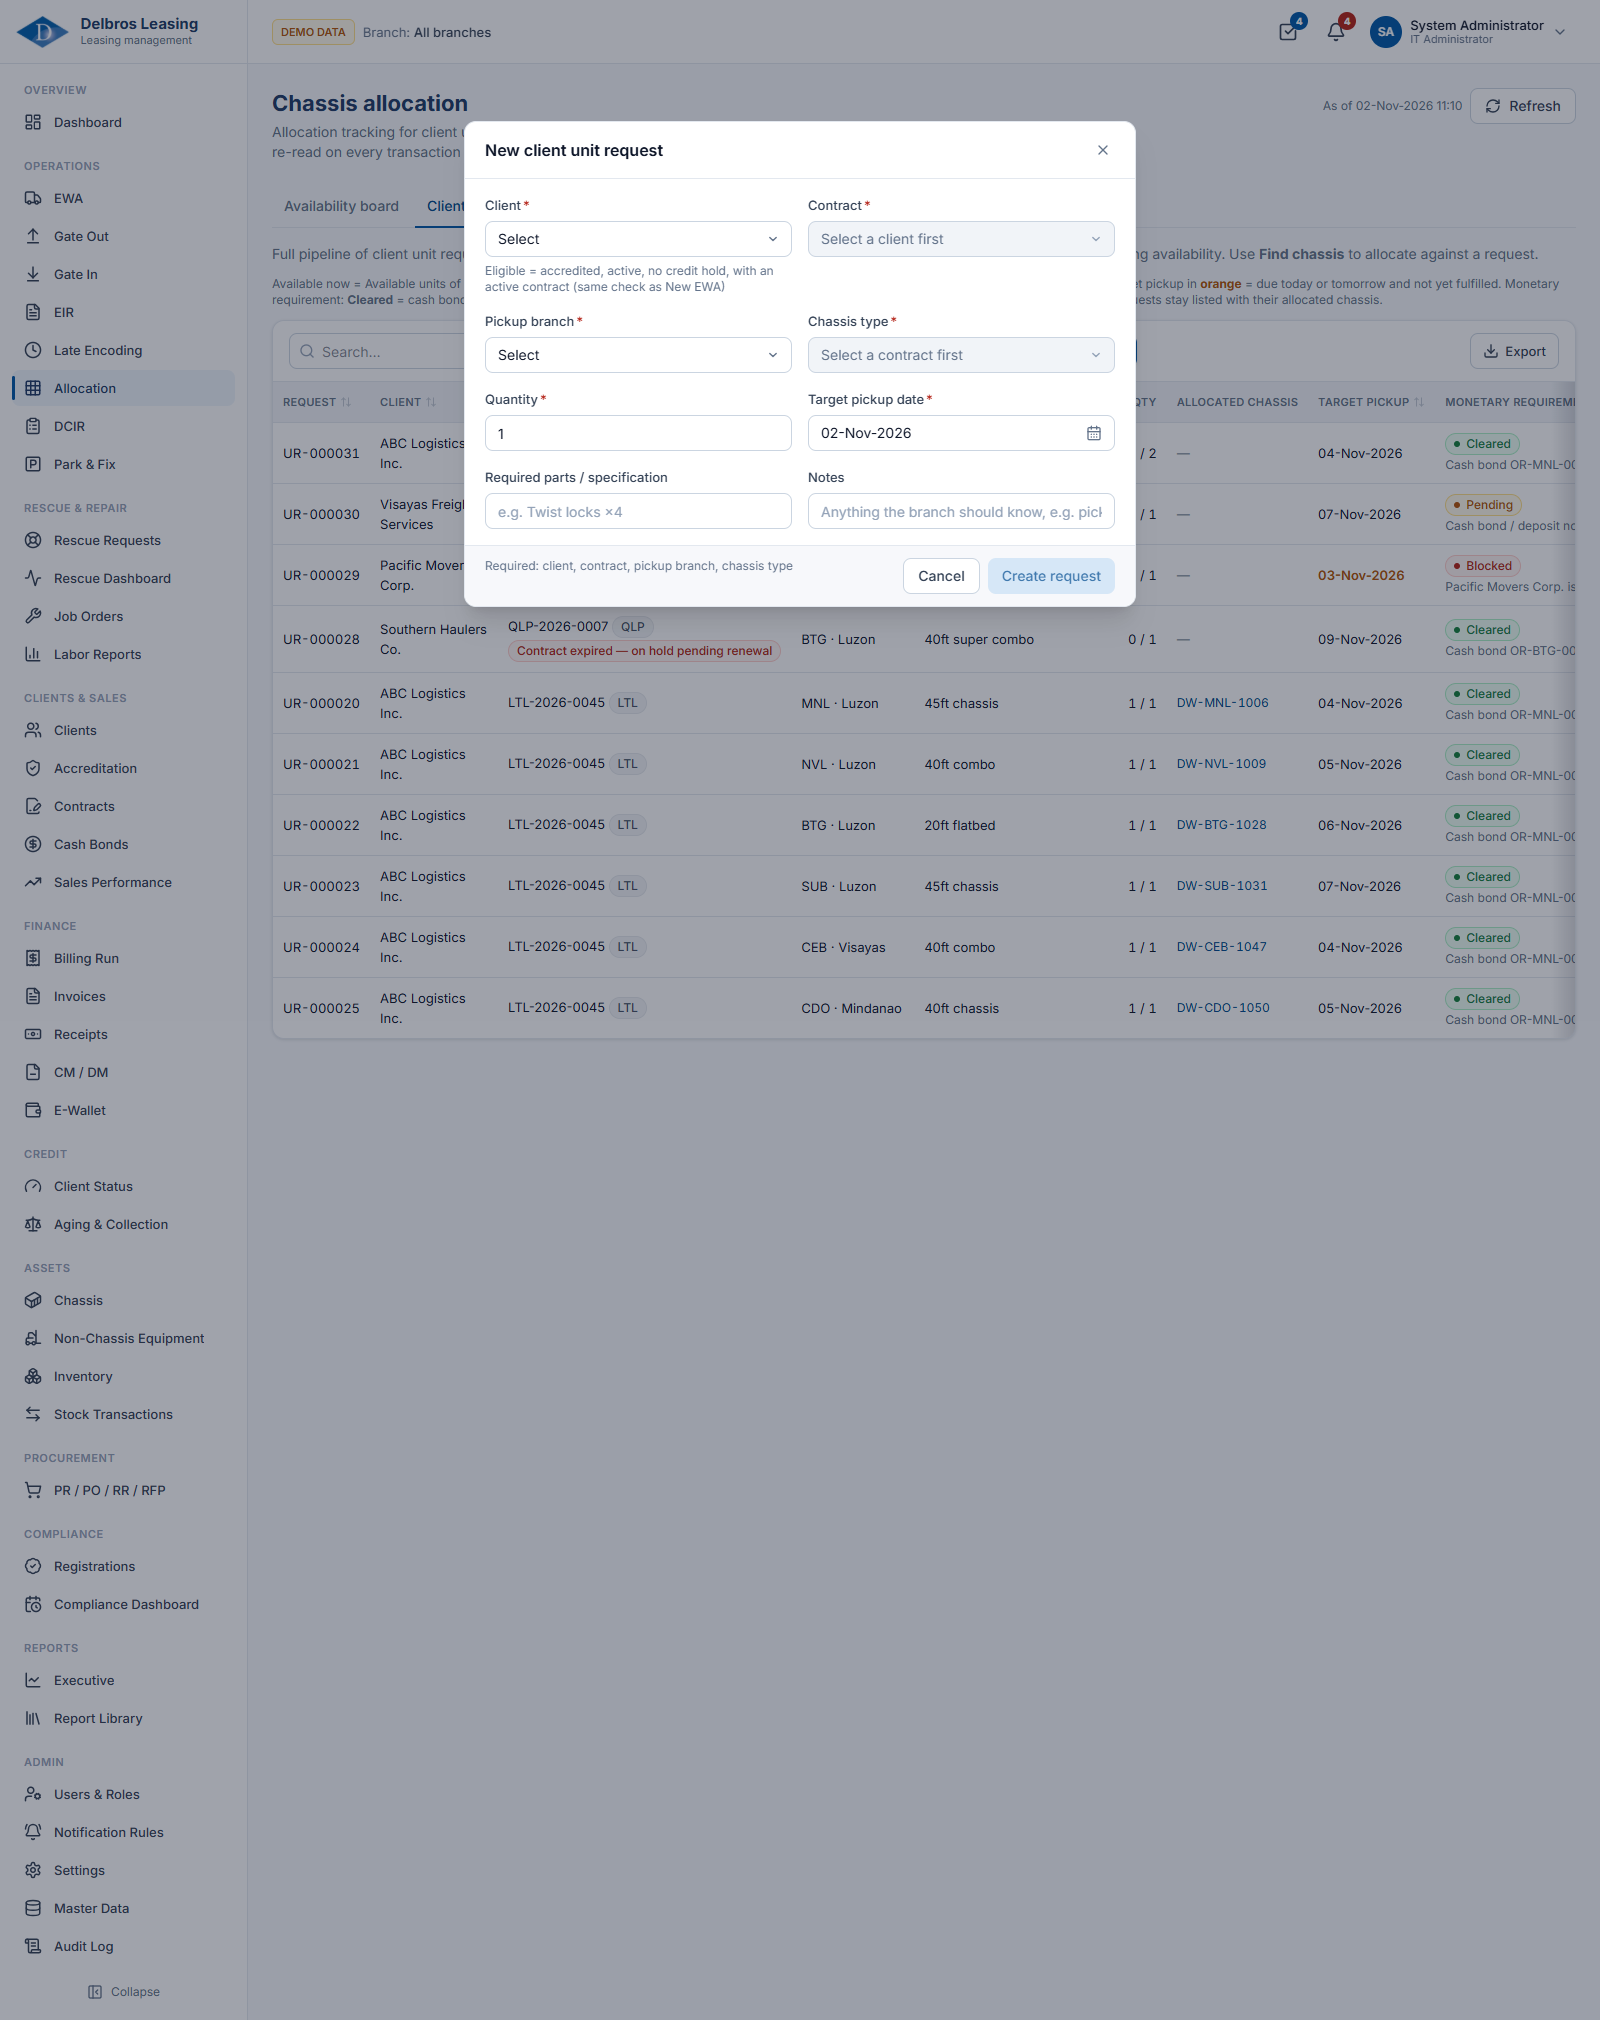 Delbros Leasing
Leasing management
DEMO DATA Branch: All branches
4
4
SA
System Administrator
IT Administrator
OVERVIEW
Dashboard
OPERATIONS
EWA
Gate Out
Gate In
EIR
Late Encoding
Allocation
DCIR
Park & Fix
RESCUE & REPAIR
Rescue Requests
Rescue Dashboard
Job Orders
Labor Reports
CLIENTS & SALES
Clients
Accreditation
Contracts
Cash Bonds
Sales Performance
FINANCE
Billing Run
Invoices
Receipts
CM / DM
E-Wallet
CREDIT
Client Status
Aging & Collection
ASSETS
Chassis
Non-Chassis Equipment
Inventory
Stock Transactions
PROCUREMENT
PR / PO / RR / RFP
COMPLIANCE
Registrations
Compliance Dashboard
REPORTS
Executive
Report Library
ADMIN
Users & Roles
Notification Rules
Settings
Master Data
Audit Log
Collapse
Chassis allocation
As of 02-Nov-2026 11:10 Refresh
Allocation tracking for client
re-read on every transaction
Availability board Client
Full pipeline of client unit availability. Use Find chassis to allocate against a request.
Available now = Available units of pickup in orange = due today or tomorrow and not yet fulfilled. Monetary
requirement: Cleared = cash stay listed with their allocated chassis.
Search... Export
REQUEST CLIENT QTY ALLOCATED CHASSIS TARGET PICKUP MONETARY
UR-000031 ABC Logistics Inc. / 2 — 04-Nov-2026 Cleared
Cash bond
UR-000030 Visayas Services / 1 — 07-Nov-2026 Pending
Cash bond / deposit
UR-000029 Pacific Corp. / 1 — 03-Nov-2026 Blocked
Pacific Movers Corp. is
UR-000028 Southern Haulers Co. QLP-2026-0007 QLP BTG · Luzon 40ft super combo 0 / 1 — 09-Nov-2026 Cleared
Contract expired — on hold pending renewal Cash bond
UR-000020 ABC Logistics Inc. LTL-2026-0045 LTL MNL · Luzon 45ft chassis 1 / 1 DW-MNL-1006 04-Nov-2026 Cleared
Cash bond
UR-000021 ABC Logistics Inc. LTL-2026-0045 LTL NVL · Luzon 40ft combo 1 / 1 DW-NVL-1009 05-Nov-2026 Cleared
Cash bond
UR-000022 ABC Logistics Inc. LTL-2026-0045 LTL BTG · Luzon 20ft flatbed 1 / 1 DW-BTG-1028 06-Nov-2026 Cleared
Cash bond
UR-000023 ABC Logistics Inc. LTL-2026-0045 LTL SUB · Luzon 45ft chassis 1 / 1 DW-SUB-1031 07-Nov-2026 Cleared
Cash bond
UR-000024 ABC Logistics Inc. LTL-2026-0045 LTL CEB · Visayas 40ft combo 1 / 1 DW-CEB-1047 04-Nov-2026 Cleared
Cash bond
UR-000025 ABC Logistics Inc. LTL-2026-0045 LTL CDO · Mindanao 40ft chassis 1 / 1 DW-CDO-1050 05-Nov-2026 Cleared
Cash bond
New client unit request
Client * Contract *
Select Select a client first
Eligible = accredited, active, no credit hold, with an
active contract (same check as New EWA)
Pickup branch * Chassis type *
Select Select a contract first
Quantity * Target pickup date *
1 02-Nov-2026
Required parts / specification Notes
e.g. Twist locks ×4 Anything the branch should know, e.g.
Required: client, contract, pickup branch, chassis type
Cancel Create request